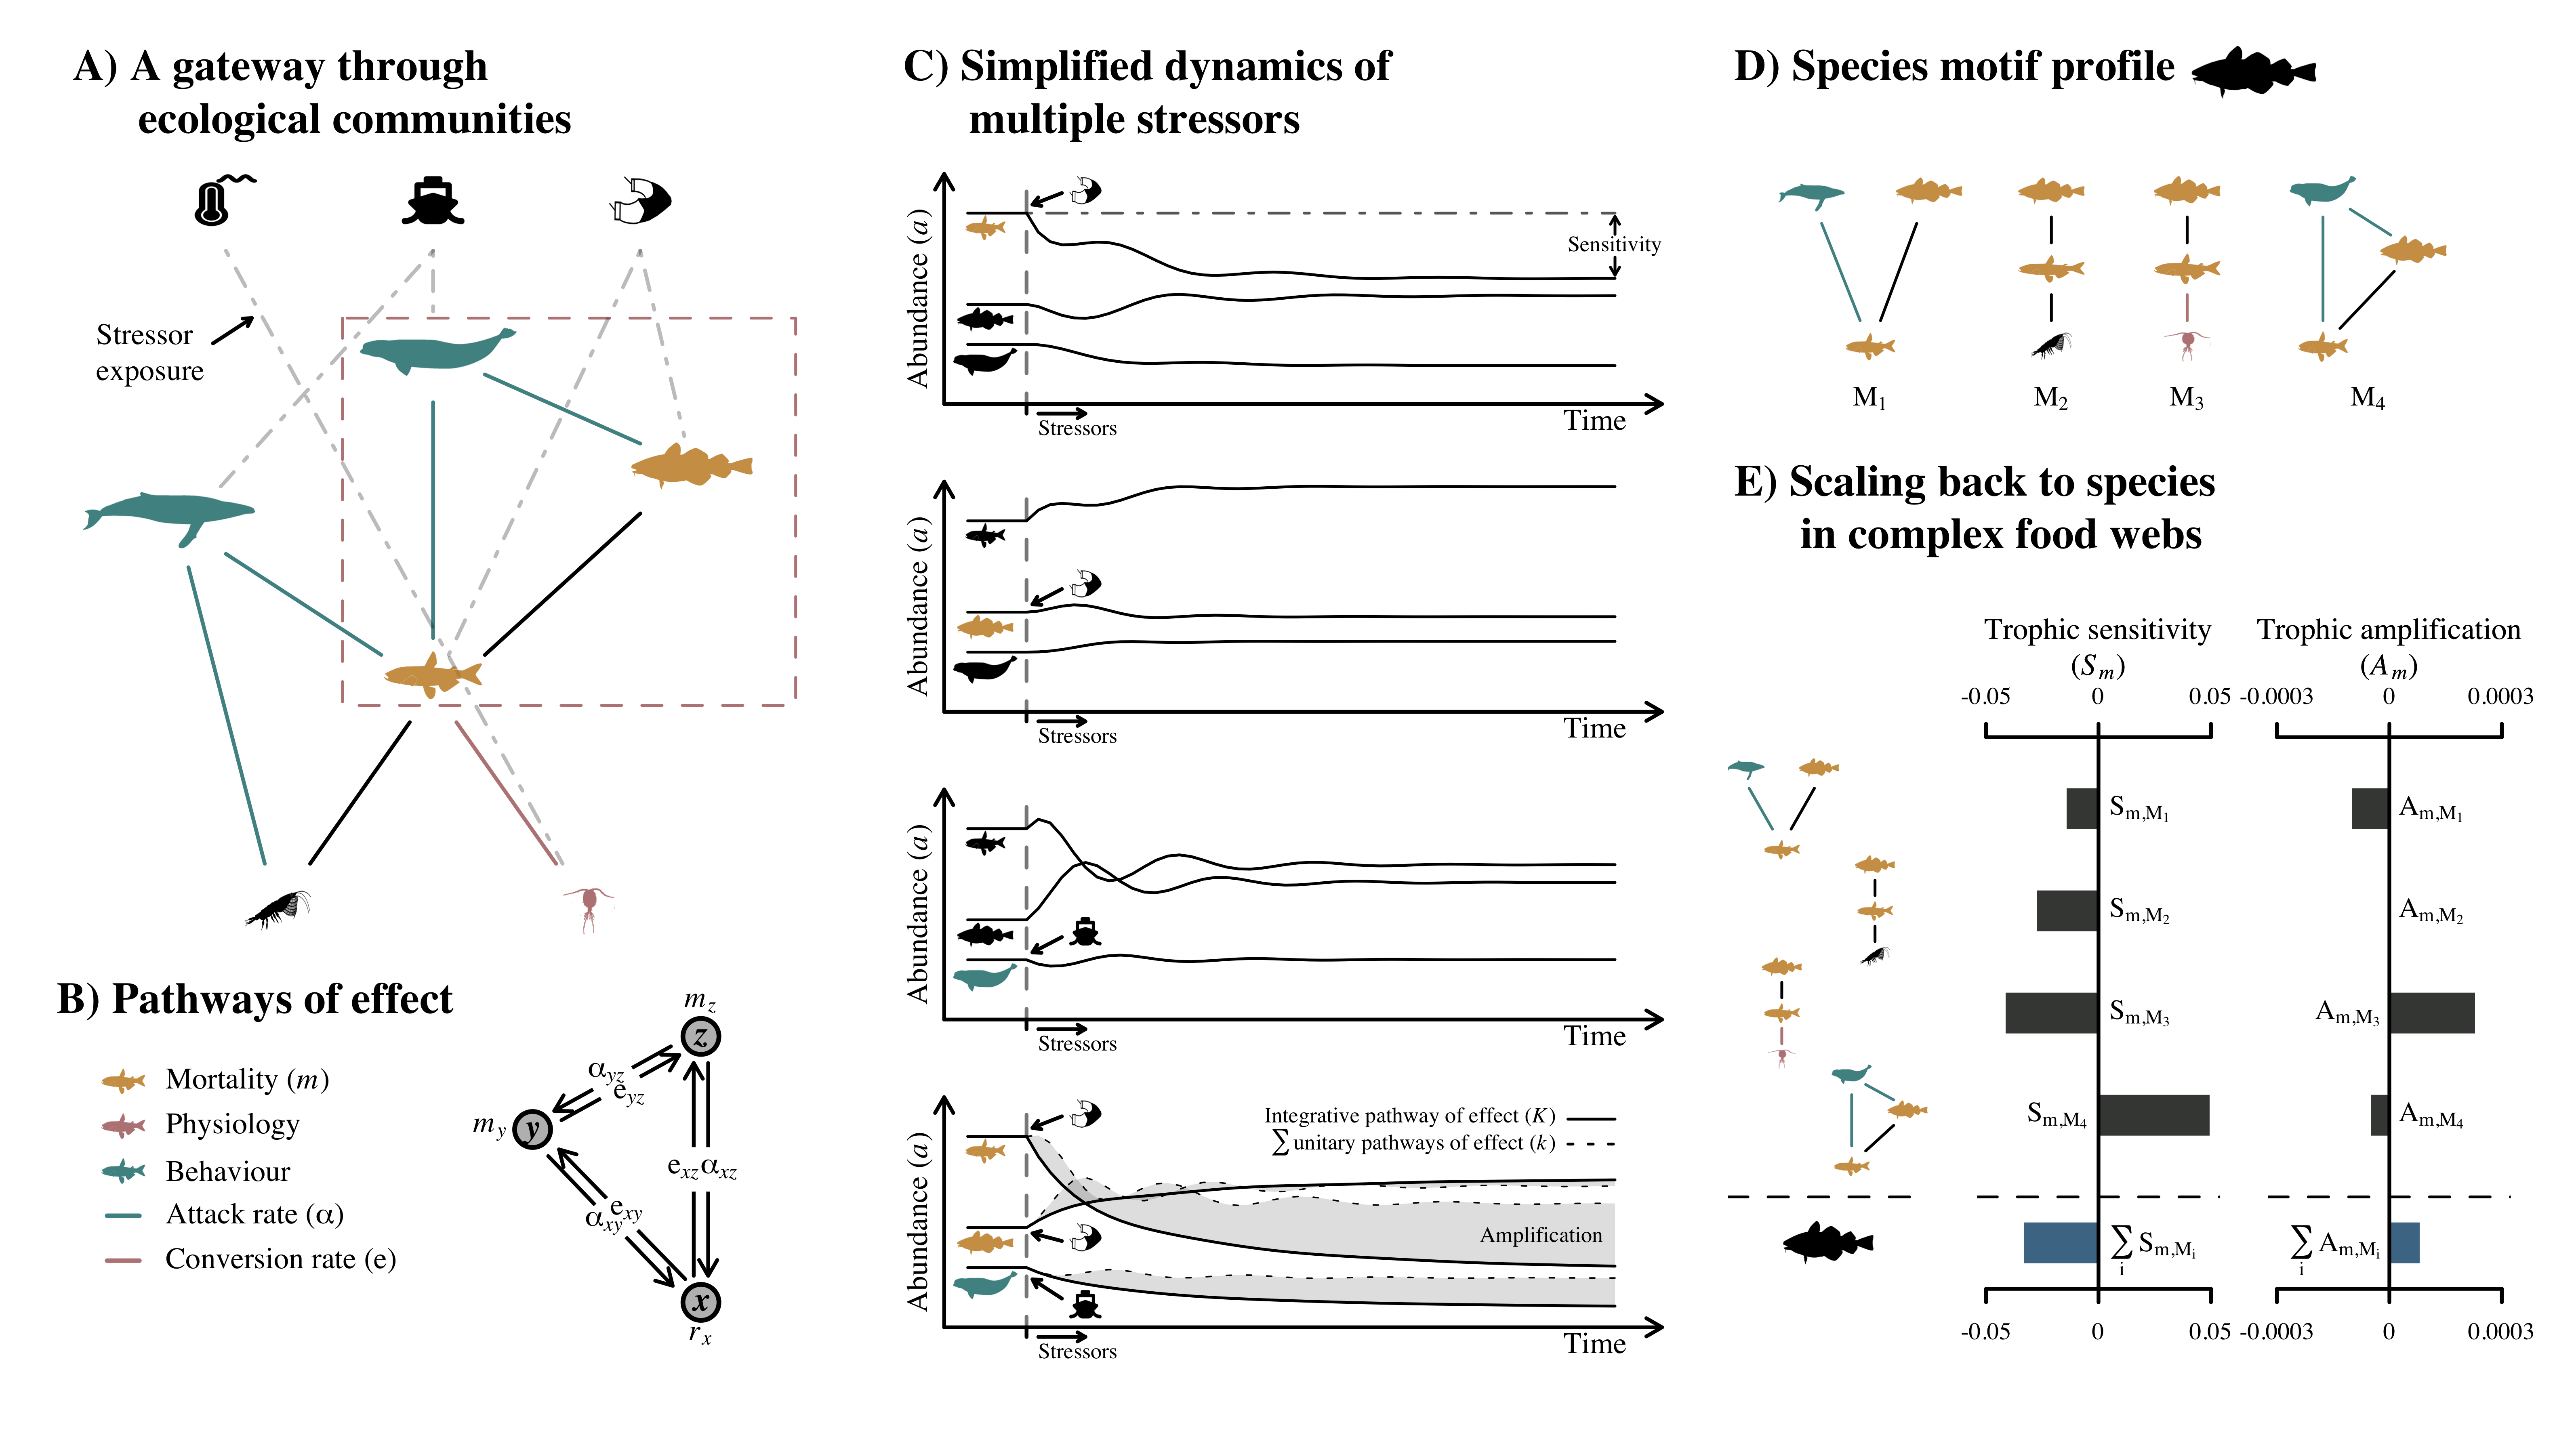 A) A gateway through
ecological communities
Stressor
exposure
B) Pathways of effect
Mortality (m)
Physiology
Behaviour
Attack rate (α)
Conversion rate (e)
m_z
z
α_yz
e_yz
m_y
y
e_xz α_xz
e_xy
α_xy
x
r_x
C) Simplified dynamics of
multiple stressors
Abundance (a)
Sensitivity
Time
Stressors
Abundance (a)
Time
Stressors
Abundance (a)
Time
Stressors
Abundance (a)
Integrative pathway of effect (K)
∑ unitary pathways of effect (k)
Amplification
Time
Stressors
D) Species motif profile
M₁ M₂ M₃ M₄
E) Scaling back to species
in complex food webs
Trophic sensitivity
(S_m)
-0.05 0 0.05
Trophic amplification
(A_m)
-0.0003 0 0.0003
S_m,M₁ A_m,M₁
S_m,M₂ A_m,M₂
S_m,M₃ A_m,M₃
S_m,M₄ A_m,M₄
∑_i S_m,M_i ∑_i A_m,M_i
-0.05 0 0.05 -0.0003 0 0.0003